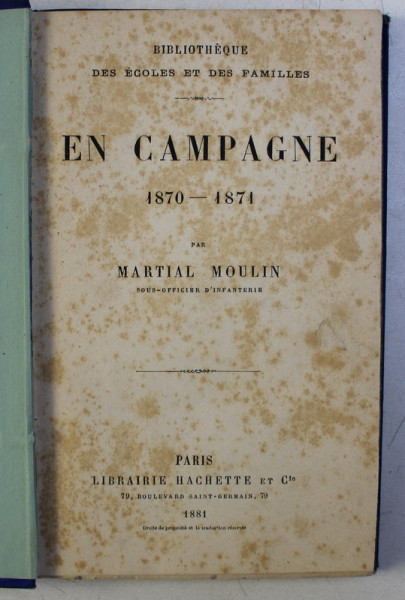 BIBLIOTHÈQUE
DES ÉCOLES ET DES FAMILLES
EN CAMPAGNE
1870 — 1871
PAR
MARTIAL MOULIN
SOUS-OFFICIER D'INFANTERIE
PARIS
LIBRAIRIE HACHETTE ET Cie
79, BOULEVARD SAINT-GERMAIN, 79
1881
Droits de propriété et de traduction réservés